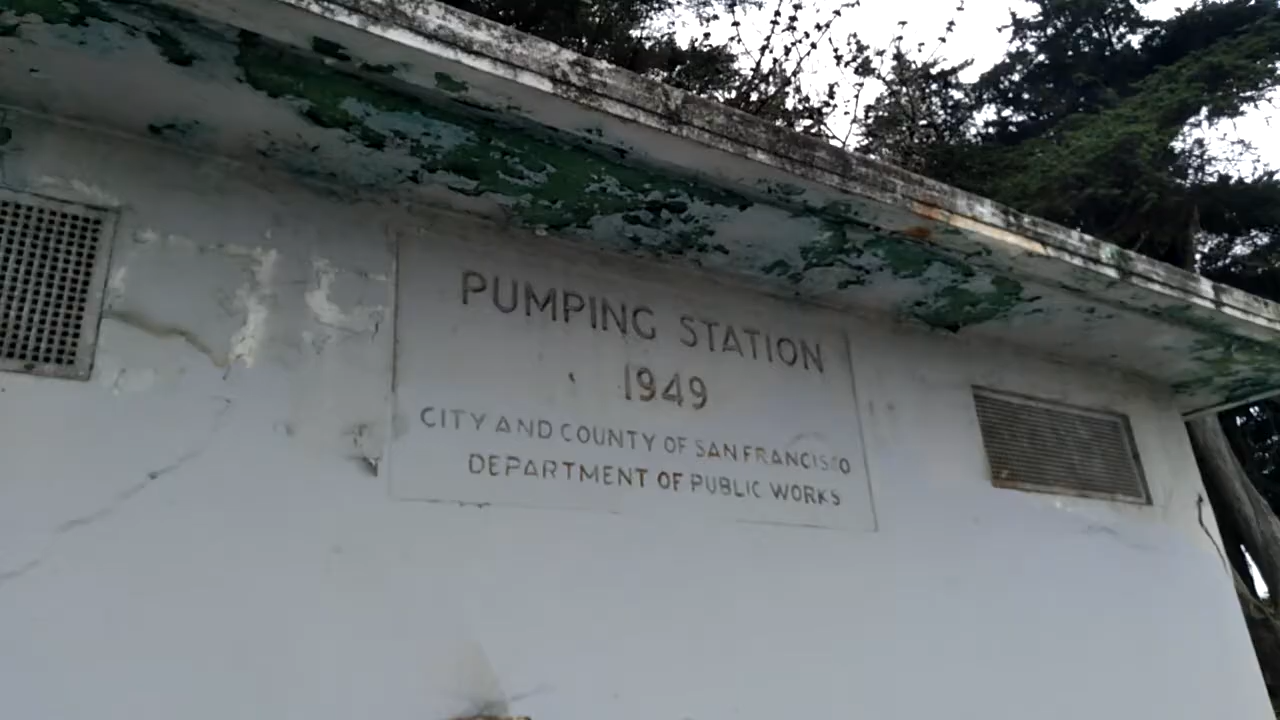 PUMPING STATION
1949
CITY AND COUNTY OF SAN FRANCISCO
DEPARTMENT OF PUBLIC WORKS